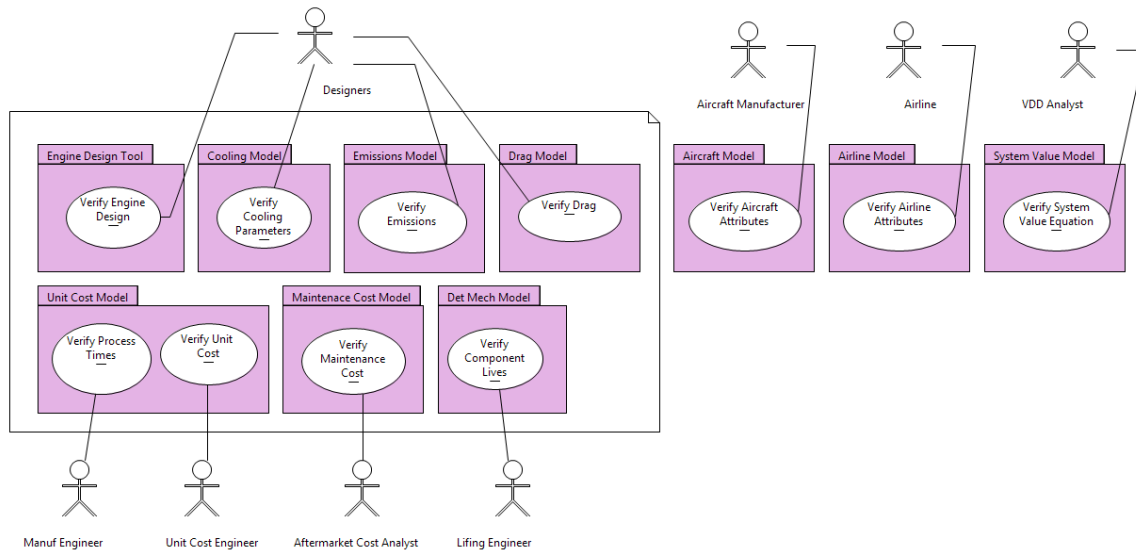 Designers
Aircraft Manufacturer
Airline
VDD Analyst
Engine Design Tool
Verify Engine
Design
Cooling Model
Verify
Cooling
Parameters
Emissions Model
Verify
Emissions
Drag Model
Verify Drag
Aircraft Model
Verify Aircraft
Attributes
Airline Model
Verify Airline
Attributes
System Value Model
Verify System
Value Equation
Unit Cost Model
Verify Process
Times
Verify Unit
Cost
Maintenace Cost Model
Verify
Maintenance
Cost
Det Mech Model
Verify
Component
Lives
Manuf Engineer
Unit Cost Engineer
Aftermarket Cost Analyst
Lifing Engineer